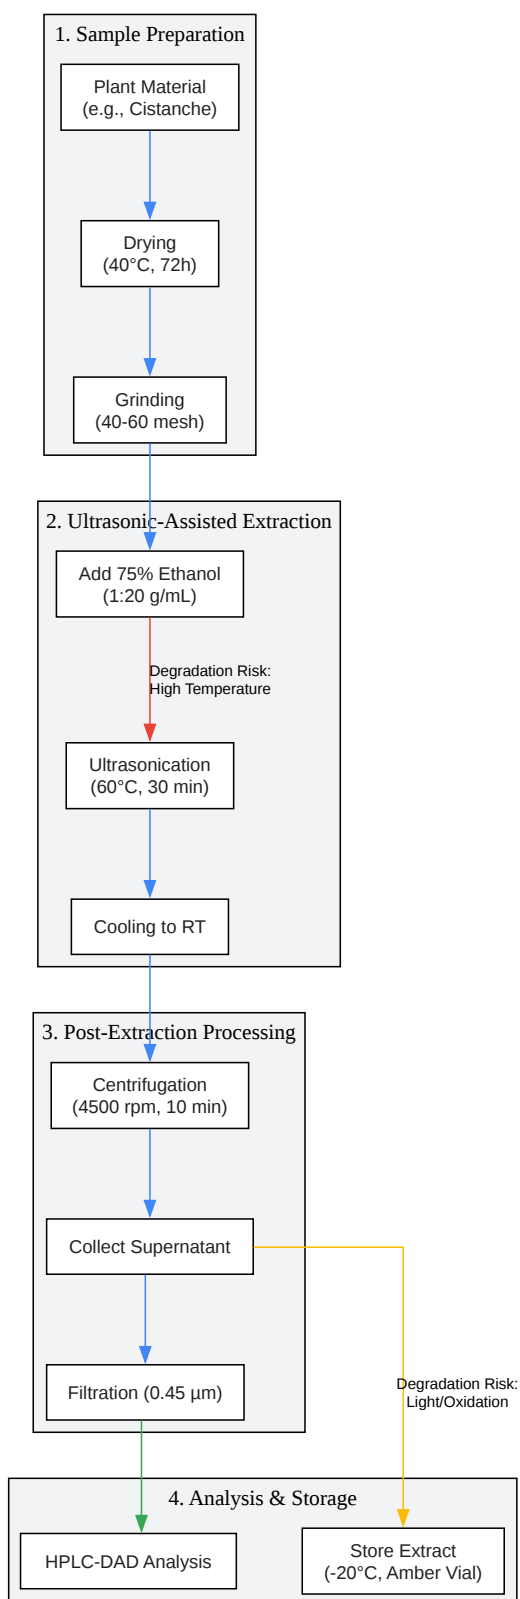 1. Sample Preparation
Plant Material
(e.g., Cistanche)
Drying
(40°C, 72h)
Grinding
(40-60 mesh)
2. Ultrasonic-Assisted Extraction
Add 75% Ethanol
(1:20 g/mL)
Degradation Risk:
High Temperature
Ultrasonication
(60°C, 30 min)
Cooling to RT
3. Post-Extraction Processing
Centrifugation
(4500 rpm, 10 min)
Collect Supernatant
Filtration (0.45 µm)
Degradation Risk:
Light/Oxidation
4. Analysis & Storage
HPLC-DAD Analysis
Store Extract
(-20°C, Amber Vial)